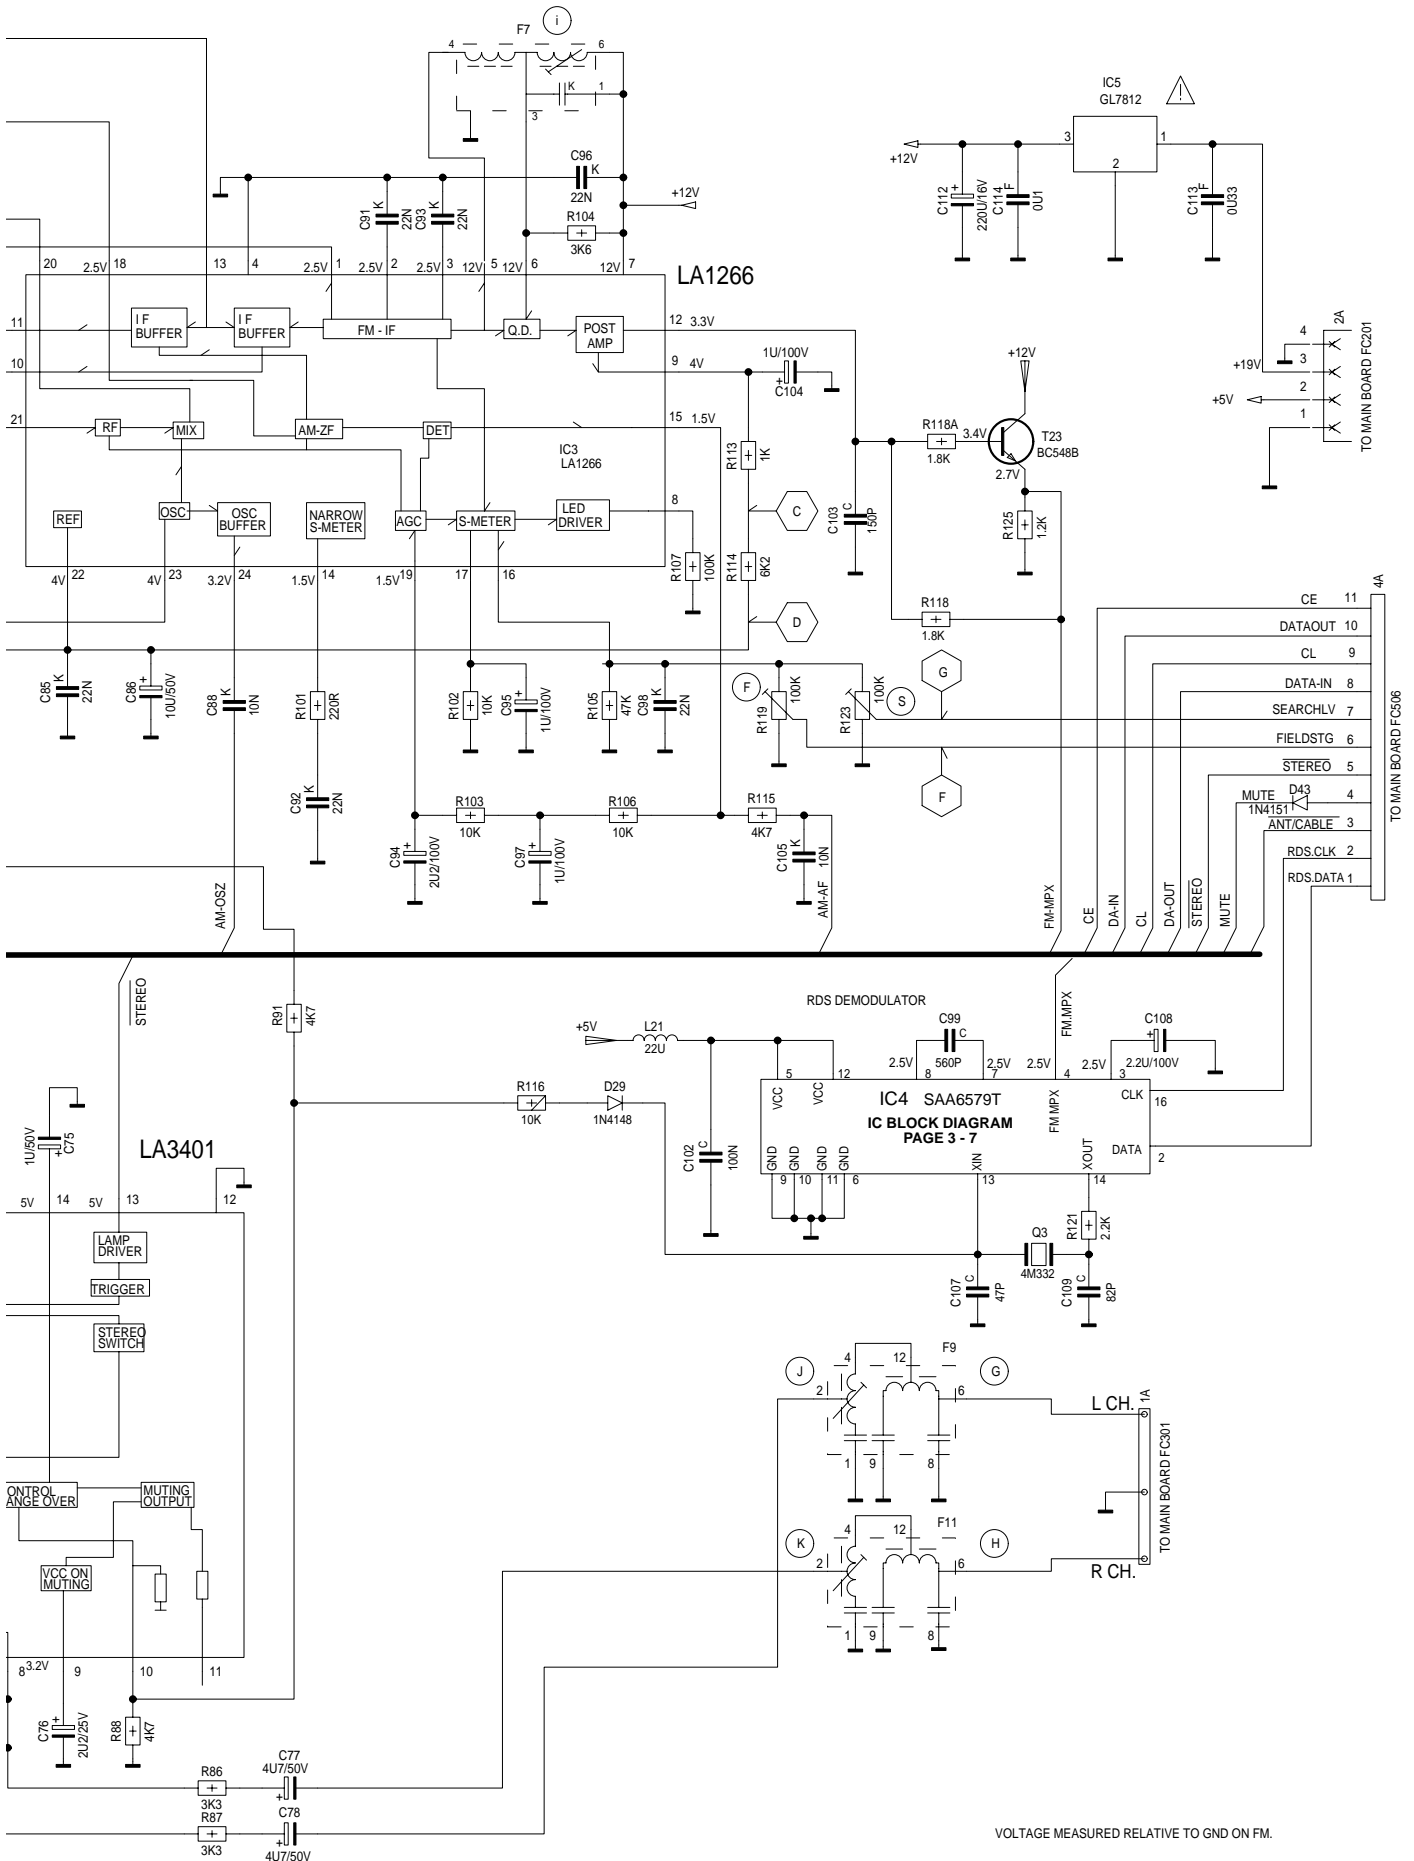 F7 i
4 6
K 1
3
IC5
GL7812
3 1
2
+12V
C112 + 220U/16V
C114 F 0U1
C113 F 0U33
C96 K
22N
+12V
R104
3K6
C91 K 22N
C93 K 22N
20 2.5V 18 13 4 2.5V 1 2.5V 2 2.5V 3 12V 5 12V 6 12V 7
LA1266
11
I F
BUFFER
I F
BUFFER
FM - IF
Q.D.
POST
AMP
12 3.3V
9 4V
10
1U/100V
+
C104
+12V
2A
4
3
2
1
+19V
+5V
TO MAIN BOARD FC201
21
RF
MIX
AM-ZF
DET
15 1.5V
IC3
LA1266
R113 1K
R118A
1.8K
3.4V
T23
BC548B
2.7V
REF
OSC
OSC
BUFFER
NARROW
S-METER
AGC
S-METER
LED
DRIVER
8
C
C103 C 150P
R125 1.2K
R107 100K
R114 6K2
4V 22 4V 23 3.2V 24 1.5V 14 1.5V 19 17 16
D
R118
1.8K
4A
CE 11
DATAOUT 10
CL 9
DATA-IN 8
SEARCHLV 7
FIELDSTG 6
STEREO 5
MUTE D43 4
1N4151
ANT/CABLE 3
RDS.CLK 2
RDS.DATA 1
TO MAIN BOARD FC506
G
C85 K 22N
C86 + 10U/50V
C88 K 10N
R101 220R
R102 10K
C95 + 1U/100V
R105 47K
C98 K 22N
F
R119 100K
R123 100K
S
F
C92 K 22N
R103
10K
R106
10K
R115
4K7
C94 + 2U2/100V
C97 + 1U/100V
C105 K 10N
AM-OSZ
AM-AF
FM-MPX
CE
DA-IN
CL
DA-OUT
STEREO
MUTE
STEREO
R91 4K7
RDS DEMODULATOR
+5V
L21
22U
C99
C
560P
FM.MPX
C108
+
2.2U/100V
5 12 2.5V 8 2.5V 7 2.5V 4 2.5V 3
VCC VCC
IC4 SAA6579T
IC BLOCK DIAGRAM
PAGE 3 - 7
FM MPX
CLK
16
DATA
2
GND GND GND GND XIN XOUT
9 10 11 6 13 14
R116
10K
D29
1N4148
C102 C 100N
R121 2.2K
Q3
4M332
C107 C 47P
C109 C 82P
1U/50V + C75
LA3401
5V 14 5V 13 12
LAMP
DRIVER
TRIGGER
STEREO
SWITCH
J
4 12 F9
2 6
G
1 9 8
L CH.
1A
TO MAIN BOARD FC301
K
4 12 F11
2 6
H
1 9 8
R CH.
ONTROL
ANGE OVER
MUTING
OUTPUT
VCC ON
MUTING
8 3.2V 9 10 11
C76 + 2U2/25V
R88 4K7
R86
3K3
C77
4U7/50V
+
R87
3K3
C78
+
4U7/50V
VOLTAGE MEASURED RELATIVE TO GND ON FM.